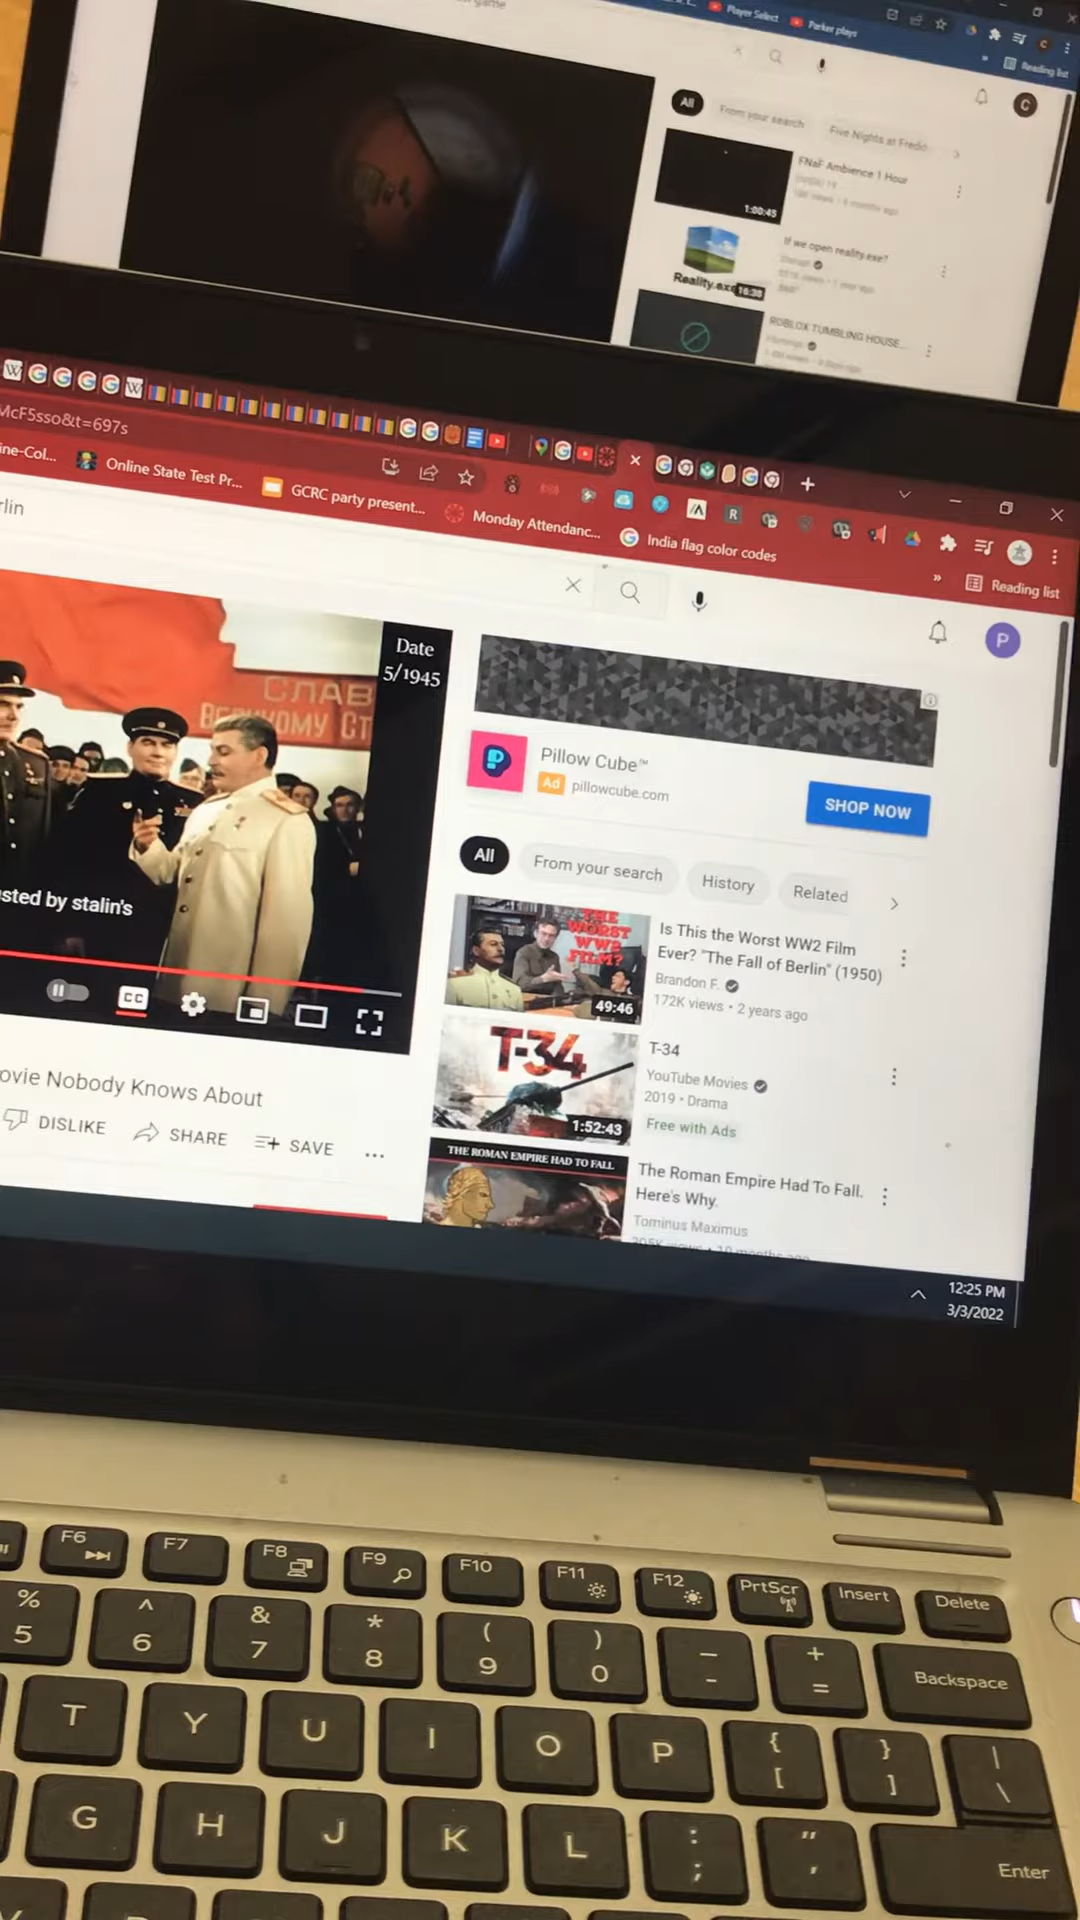 game
Player Select
Parker plays
Reading list
C
All
From your search
Five Nights at Fredd
FNaF Ambience 1 Hour
1:00:45
If we open reality.exe?
Reality.exe
16:38
ROBLOX TUMBLING HOUSE...
McF5sso&t=697s
ine-Col...
Online State Test Pr...
GCRC party present...
Monday Attendanc...
India flag color codes
Reading list
rlin
P
Date
5/1945
СЛАВ
ВЕЛИКОМУ СТ
sted by stalin's
CC
ovie Nobody Knows About
DISLIKE
SHARE
SAVE
Pillow Cube™
Ad pillowcube.com
SHOP NOW
All
From your search
History
Related
THE WORST WW2 FILM?
49:46
Is This the Worst WW2 Film
Ever? "The Fall of Berlin" (1950)
Brandon F.
172K views • 2 years ago
T-34
1:52:43
T-34
YouTube Movies
2019 • Drama
Free with Ads
THE ROMAN EMPIRE HAD TO FALL
The Roman Empire Had To Fall.
Here's Why.
Tominus Maximus
12:25 PM
3/3/2022
F6
F7
F8
F9
F10
F11
F12
PrtScr
Insert
Delete
% 5
^ 6
& 7
* 8
( 9
) 0
_ -
+ =
Backspace
T
Y
U
I
O
P
{ [
} ]
| \
G
H
J
K
L
: ;
" '
Enter